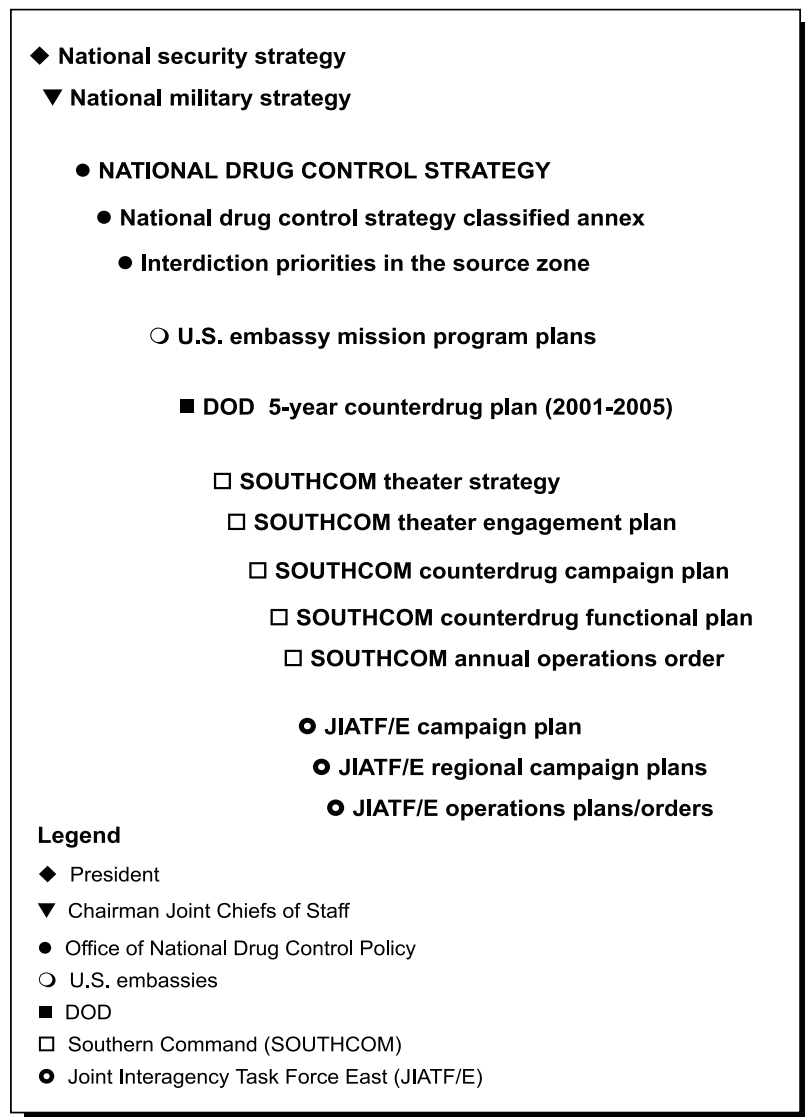 ◆ National security strategy
▼ National military strategy
● NATIONAL DRUG CONTROL STRATEGY
● National drug control strategy classified annex
● Interdiction priorities in the source zone
❍ U.S. embassy mission program plans
■ DOD 5-year counterdrug plan (2001-2005)
□ SOUTHCOM theater strategy
□ SOUTHCOM theater engagement plan
□ SOUTHCOM counterdrug campaign plan
□ SOUTHCOM counterdrug functional plan
□ SOUTHCOM annual operations order
✪ JIATF/E campaign plan
✪ JIATF/E regional campaign plans
✪ JIATF/E operations plans/orders
Legend
◆ President
▼ Chairman Joint Chiefs of Staff
● Office of National Drug Control Policy
❍ U.S. embassies
■ DOD
□ Southern Command (SOUTHCOM)
✪ Joint Interagency Task Force East (JIATF/E)